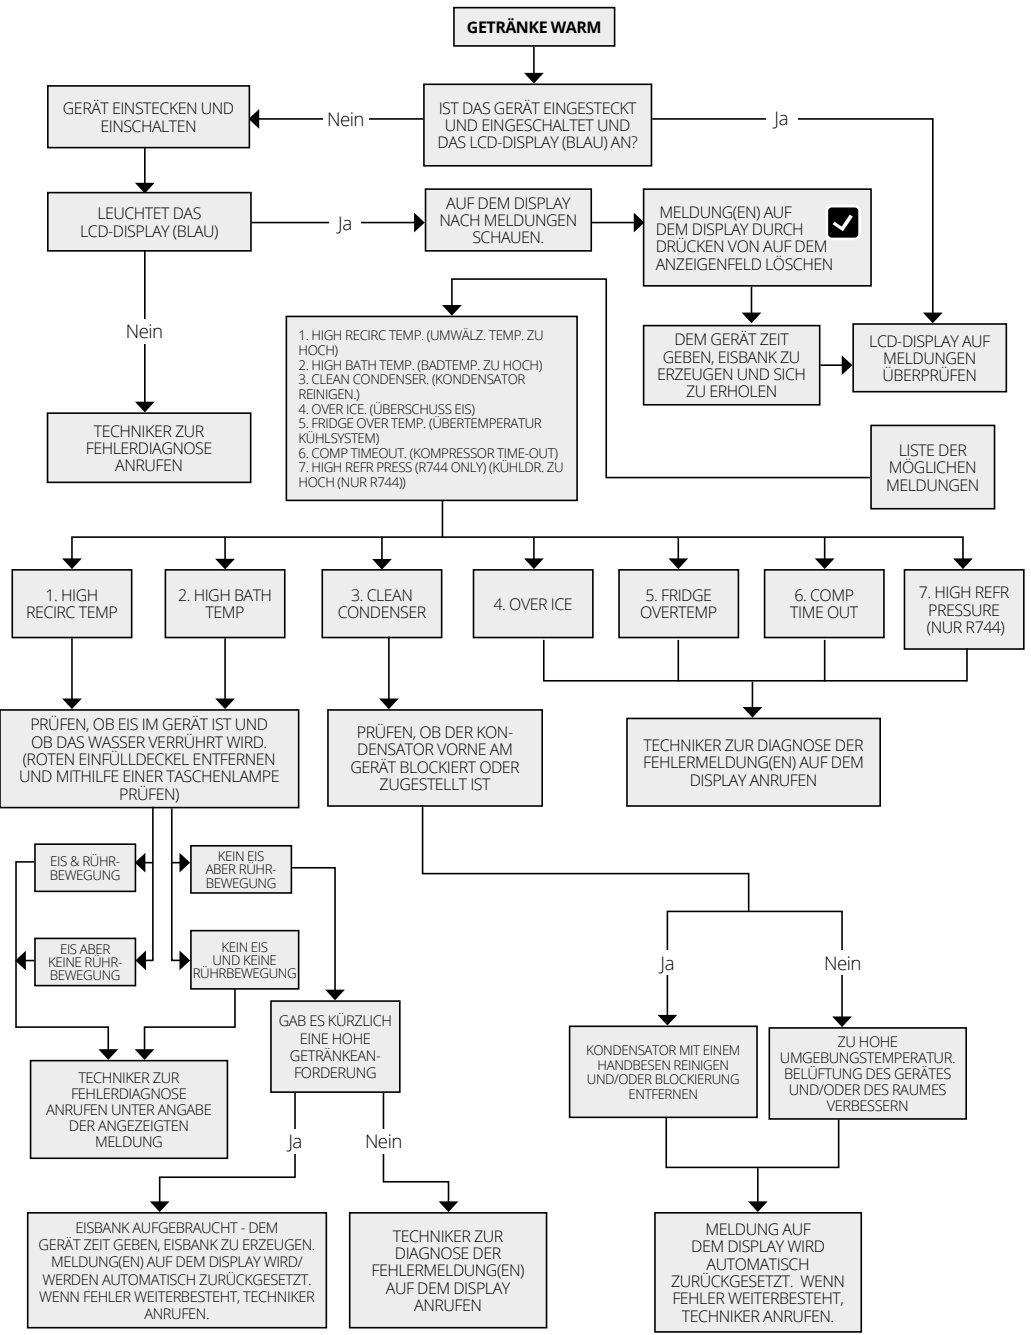 GETRÄNKE WARM
IST DAS GERÄT EINGESTECKT
UND EINGESCHALTET UND
DAS LCD-DISPLAY (BLAU) AN?
Nein
Ja
GERÄT EINSTECKEN UND
EINSCHALTEN
LEUCHTET DAS
LCD-DISPLAY (BLAU)
Ja
AUF DEM DISPLAY
NACH MELDUNGEN
SCHAUEN.
MELDUNG(EN) AUF
DEM DISPLAY DURCH
DRÜCKEN VON AUF DEM
ANZEIGENFELD LÖSCHEN
Nein
TECHNIKER ZUR
FEHLERDIAGNOSE
ANRUFEN
DEM GERÄT ZEIT
GEBEN, EISBANK ZU
ERZEUGEN UND SICH
ZU ERHOLEN
LCD-DISPLAY AUF
MELDUNGEN
ÜBERPRÜFEN
LISTE DER
MÖGLICHEN
MELDUNGEN
1. HIGH RECIRC TEMP. (UMWÄLZ. TEMP. ZU
HOCH)
2. HIGH BATH TEMP. (BADTEMP. ZU HOCH)
3. CLEAN CONDENSER. (KONDENSATOR
REINIGEN.)
4. OVER ICE. (ÜBERSCHUSS EIS)
5. FRIDGE OVER TEMP. (ÜBERTEMPERATUR
KÜHLSYSTEM)
6. COMP TIMEOUT. (KOMPRESSOR TIME-OUT)
7. HIGH REFR PRESS (R744 ONLY) (KÜHLDR. ZU
HOCH (NUR R744))
1. HIGH
RECIRC TEMP
2. HIGH BATH
TEMP
3. CLEAN
CONDENSER
4. OVER ICE
5. FRIDGE
OVERTEMP
6. COMP
TIME OUT
7. HIGH REFR
PRESSURE
(NUR R744)
PRÜFEN, OB EIS IM GERÄT IST UND
OB DAS WASSER VERRÜHRT WIRD.
(ROTEN EINFÜLLDECKEL ENTFERNEN
UND MITHILFE EINER TASCHENLAMPE
PRÜFEN)
PRÜFEN, OB DER KON-
DENSATOR VORNE AM
GERÄT BLOCKIERT ODER
ZUGESTELLT IST
TECHNIKER ZUR DIAGNOSE DER
FEHLERMELDUNG(EN) AUF DEM
DISPLAY ANRUFEN
EIS & RÜHR-
BEWEGUNG
KEIN EIS
ABER RÜHR-
BEWEGUNG
EIS ABER
KEINE RÜHR-
BEWEGUNG
KEIN EIS
UND KEINE
RÜHRBEWEGUNG
Ja
Nein
GAB ES KÜRZLICH
EINE HOHE
GETRÄNKEAN-
FORDERUNG
KONDENSATOR MIT EINEM
HANDBESEN REINIGEN
UND/ODER BLOCKIERUNG
ENTFERNEN
ZU HOHE
UMGEBUNGSTEMPERATUR.
BELÜFTUNG DES GERÄTES
UND/ODER DES RAUMES
VERBESSERN
TECHNIKER ZUR
FEHLERDIAGNOSE
ANRUFEN UNTER ANGABE
DER ANGEZEIGTEN
MELDUNG
Ja
Nein
EISBANK AUFGEBRAUCHT - DEM
GERÄT ZEIT GEBEN, EISBANK ZU ERZEUGEN.
MELDUNG(EN) AUF DEM DISPLAY WIRD/
WERDEN AUTOMATISCH ZURÜCKGESETZT.
WENN FEHLER WEITERBESTEHT, TECHNIKER
ANRUFEN.
TECHNIKER ZUR
DIAGNOSE DER
FEHLERMELDUNG(EN)
AUF DEM DISPLAY
ANRUFEN
MELDUNG AUF
DEM DISPLAY WIRD
AUTOMATISCH
ZURÜCKGESETZT. WENN
FEHLER WEITERBESTEHT,
TECHNIKER ANRUFEN.